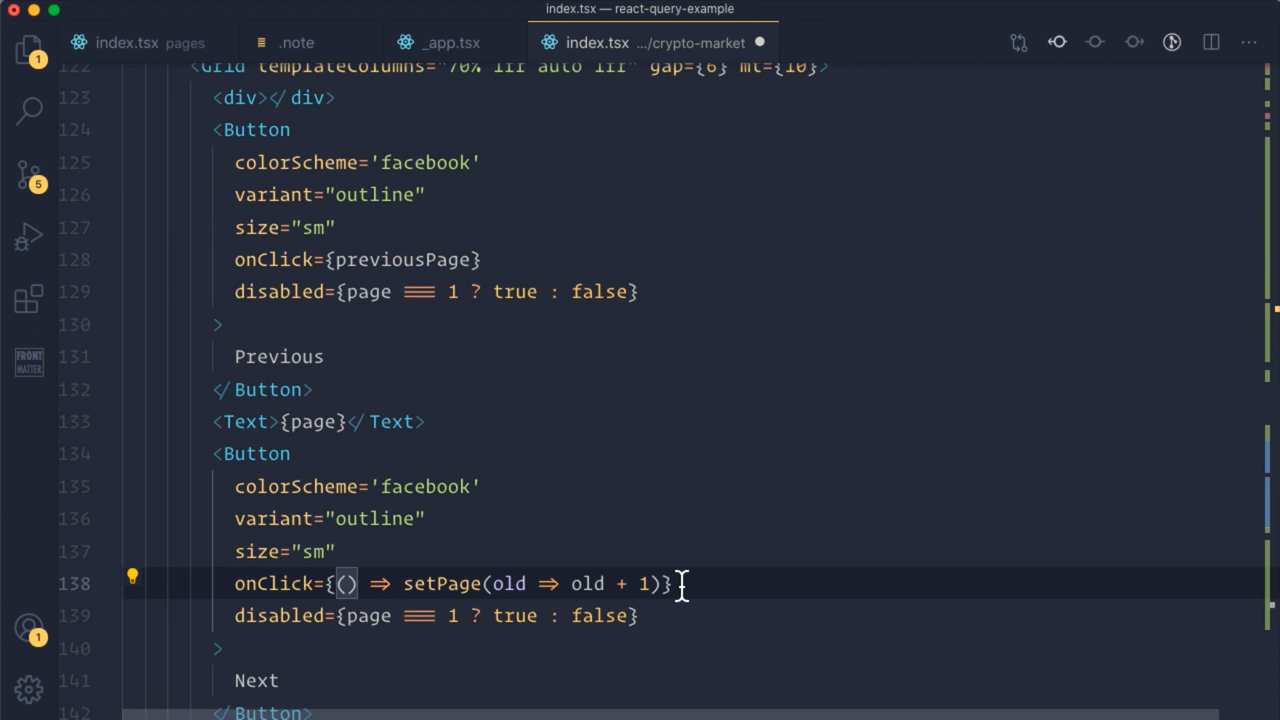 index.tsx — react-query-example
index.tsx pages .note _app.tsx index.tsx .../crypto-market
122 <Grid templateColumns="70% 1fr auto 1fr" gap={6} mt={10}>
123 <div></div>
124 <Button
125 colorScheme='facebook'
126 variant="outline"
127 size="sm"
128 onClick={previousPage}
129 disabled={page === 1 ? true : false}
130 >
131 Previous
132 </Button>
133 <Text>{page}</Text>
134 <Button
135 colorScheme='facebook'
136 variant="outline"
137 size="sm"
138 onClick={() => setPage(old => old + 1)}
139 disabled={page === 1 ? true : false}
140 >
141 Next
142 </Button>
1
5
FRONT
MATTER
1